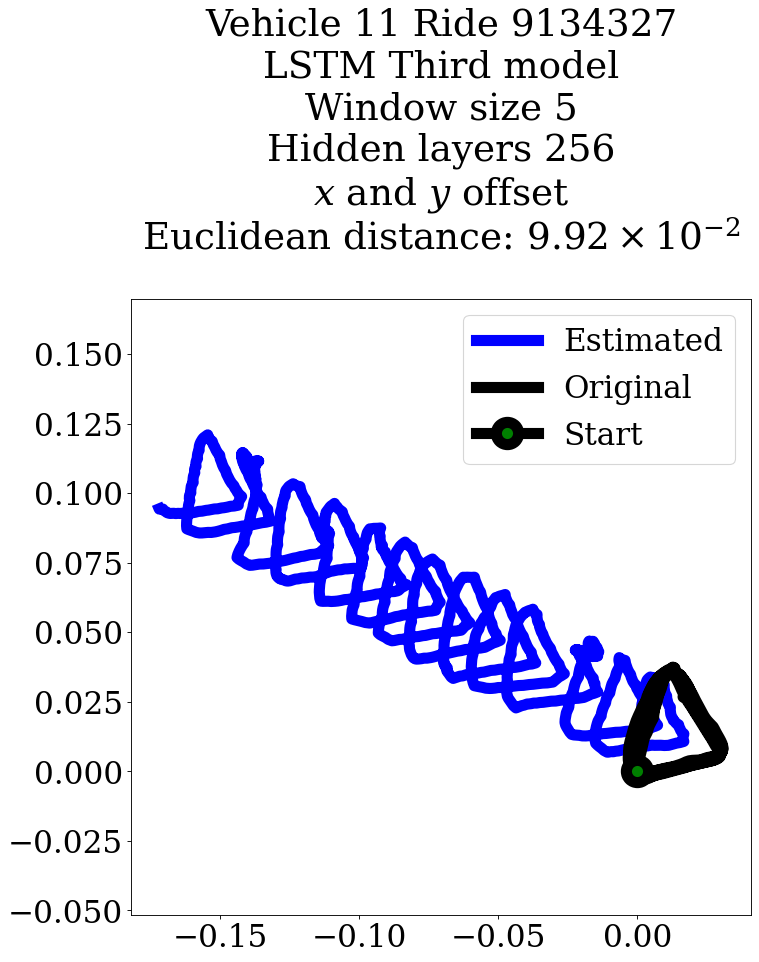 Vehicle 11 Ride 9134327
LSTM Third model
Window size 5
Hidden layers 256
x and y offset
Euclidean distance: 9.92 × 10⁻²
Estimated
Original
Start
0.150
0.125
0.100
0.075
0.050
0.025
0.000
−0.025
−0.050
−0.15 −0.10 −0.05 0.00